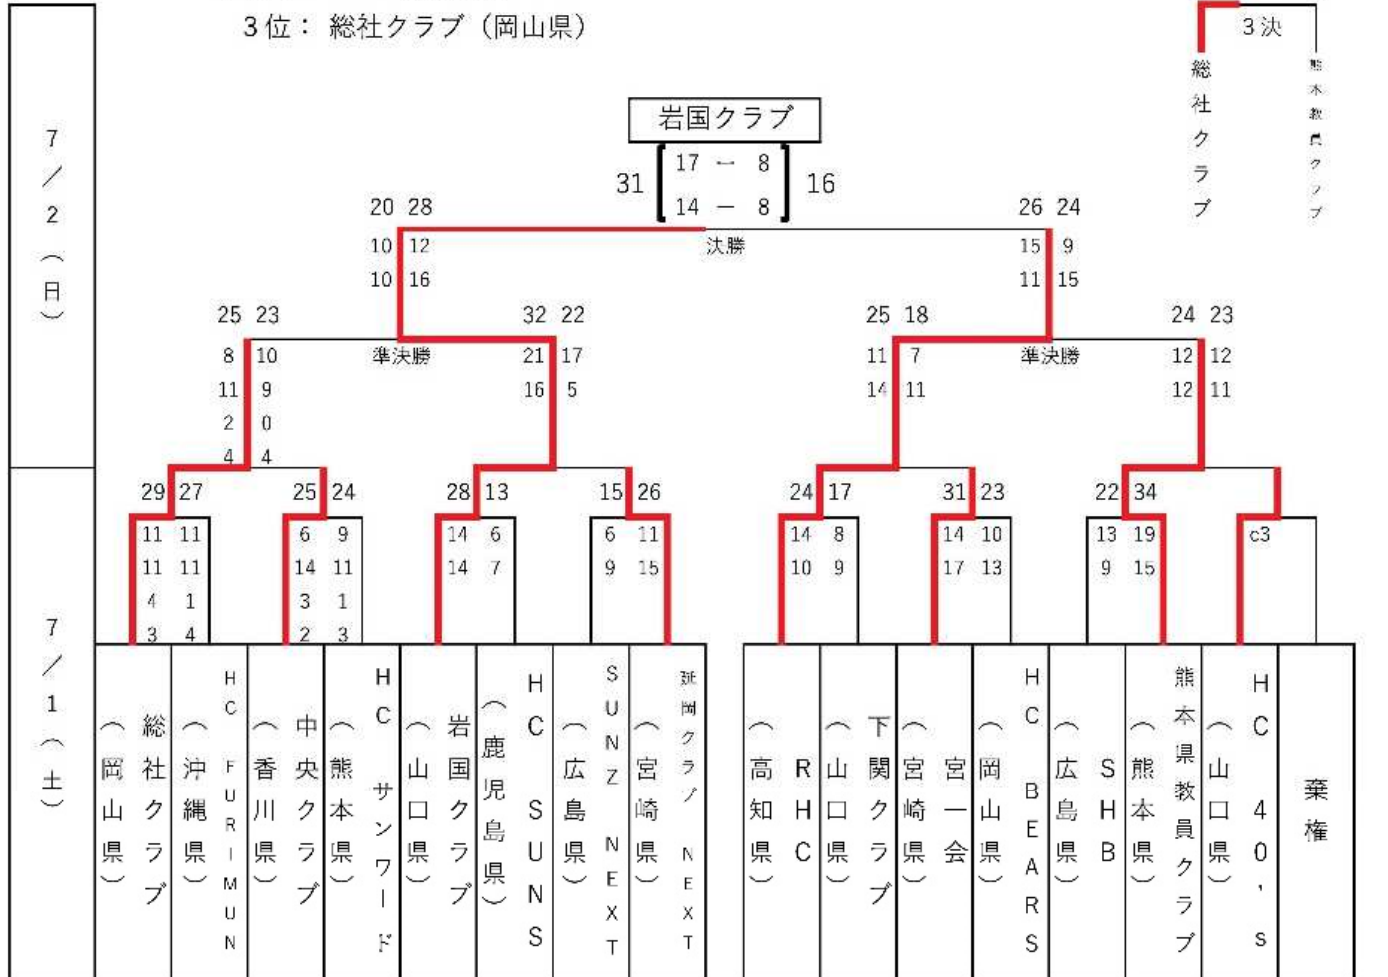 3位： 総社クラブ（岡山県）
3決
総社クラブ
熊本教員クラブ
岩国クラブ
31
17 － 8
14 － 8
16
20 28
26 24
10 12
決勝
15 9
10 16
11 15
25 23
32 22
25 18
24 23
8 10
準決勝
21 17
11 7
準決勝
12 12
11 9
16 5
14 11
12 11
2 0
4 4
29 27
25 24
28 13
15 26
24 17
31 23
22 34
11 11
6 9
14 6
6 11
14 8
14 10
13 19
c3
11 11
14 11
14 7
9 15
10 9
17 13
9 15
4 1
3 1
3 4
2 3
7／2（日）
7／1（土）
総社クラブ
（岡山県）
HC FURIMUN
（沖縄県）
中央クラブ
（香川県）
HC サンワード
（熊本県）
岩国クラブ
（山口県）
HC SUNS
（鹿児島県）
SUNZ NEXT
（広島県）
延岡クラブ NEXT
（宮崎県）
RHC
（高知県）
下関クラブ
（山口県）
宮一会
（宮崎県）
HC BEARS
（岡山県）
SHB
（広島県）
熊本県教員クラブ
（熊本県）
HC 40's
（山口県）
棄権